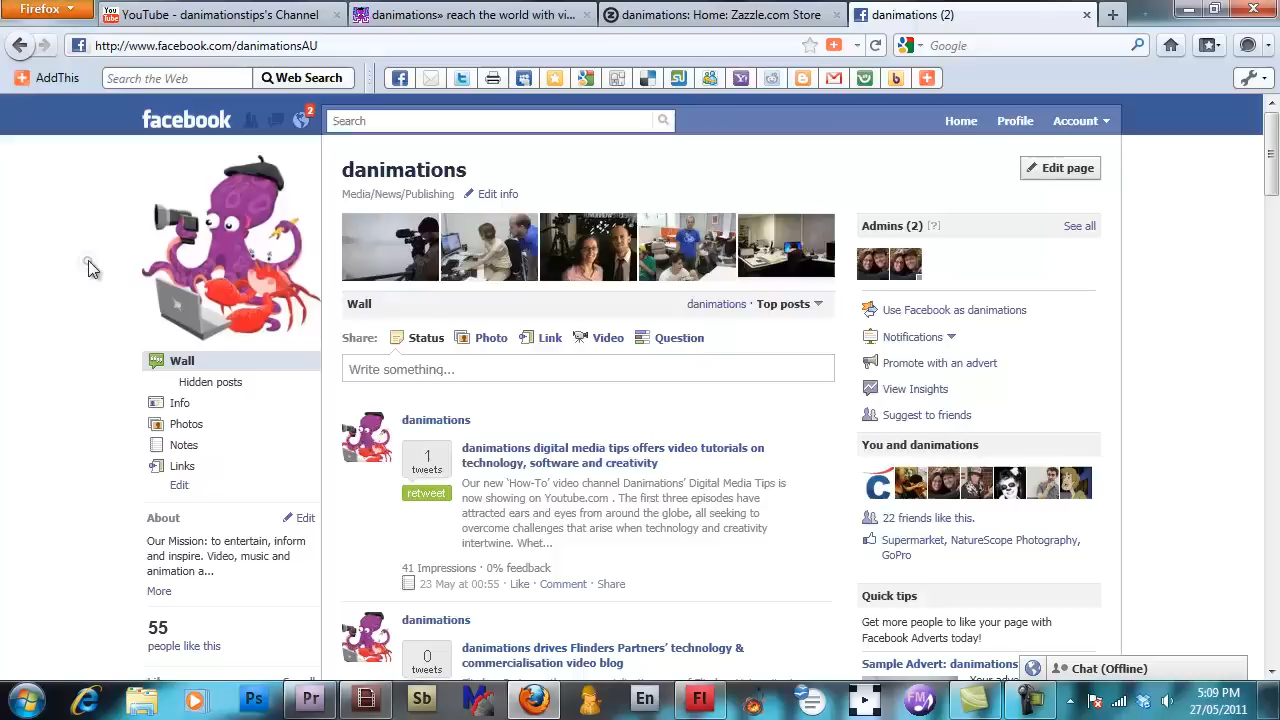 Firefox
YouTube - danimationstips's Channel
danimations» reach the world with vi...
danimations: Home: Zazzle.com Store
danimations (2)
http://www.facebook.com/danimationsAU
Google
AddThis
Search the Web
Web Search
facebook
2
Search
Home
Profile
Account
danimations
Edit page
Media/News/Publishing
Edit info
Admins (2) [?]
See all
Wall
danimations · Top posts
Use Facebook as danimations
Share:
Status
Photo
Link
Video
Question
Notifications
Write something...
Promote with an advert
Wall
Hidden posts
View Insights
Info
Suggest to friends
Photos
danimations
Notes
You and danimations
1
tweets
retweet
danimations digital media tips offers video tutorials on
technology, software and creativity
Links
Edit
Our new 'How-To' video channel Danimations' Digital Media Tips is
now showing on Youtube.com . The first three episodes have
attracted ears and eyes from around the globe, all seeking to
overcome challenges that arise when technology and creativity
intertwine. Whet...
About
Edit
22 friends like this.
Our Mission: to entertain, inform
and inspire. Video, music and
animation a...
More
Supermarket, NatureScope Photography,
GoPro
41 Impressions · 0% feedback
23 May at 00:55 · Like · Comment · Share
Quick tips
55
people like this
danimations
Get more people to like your page with
Facebook Adverts today!
0
tweets
danimations drives Flinders Partners' technology &
commercialisation video blog
Sample Advert: danimations
Chat (Offline)
Ps
Pr
Sb
En
Fl
FM
5:09 PM
27/05/2011